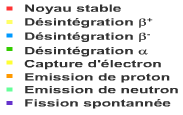 Noyau stable
Désintégration β⁺
Désintégration β⁻
Désintégration α
Capture d'électron
Emission de proton
Emission de neutron
Fission spontannée